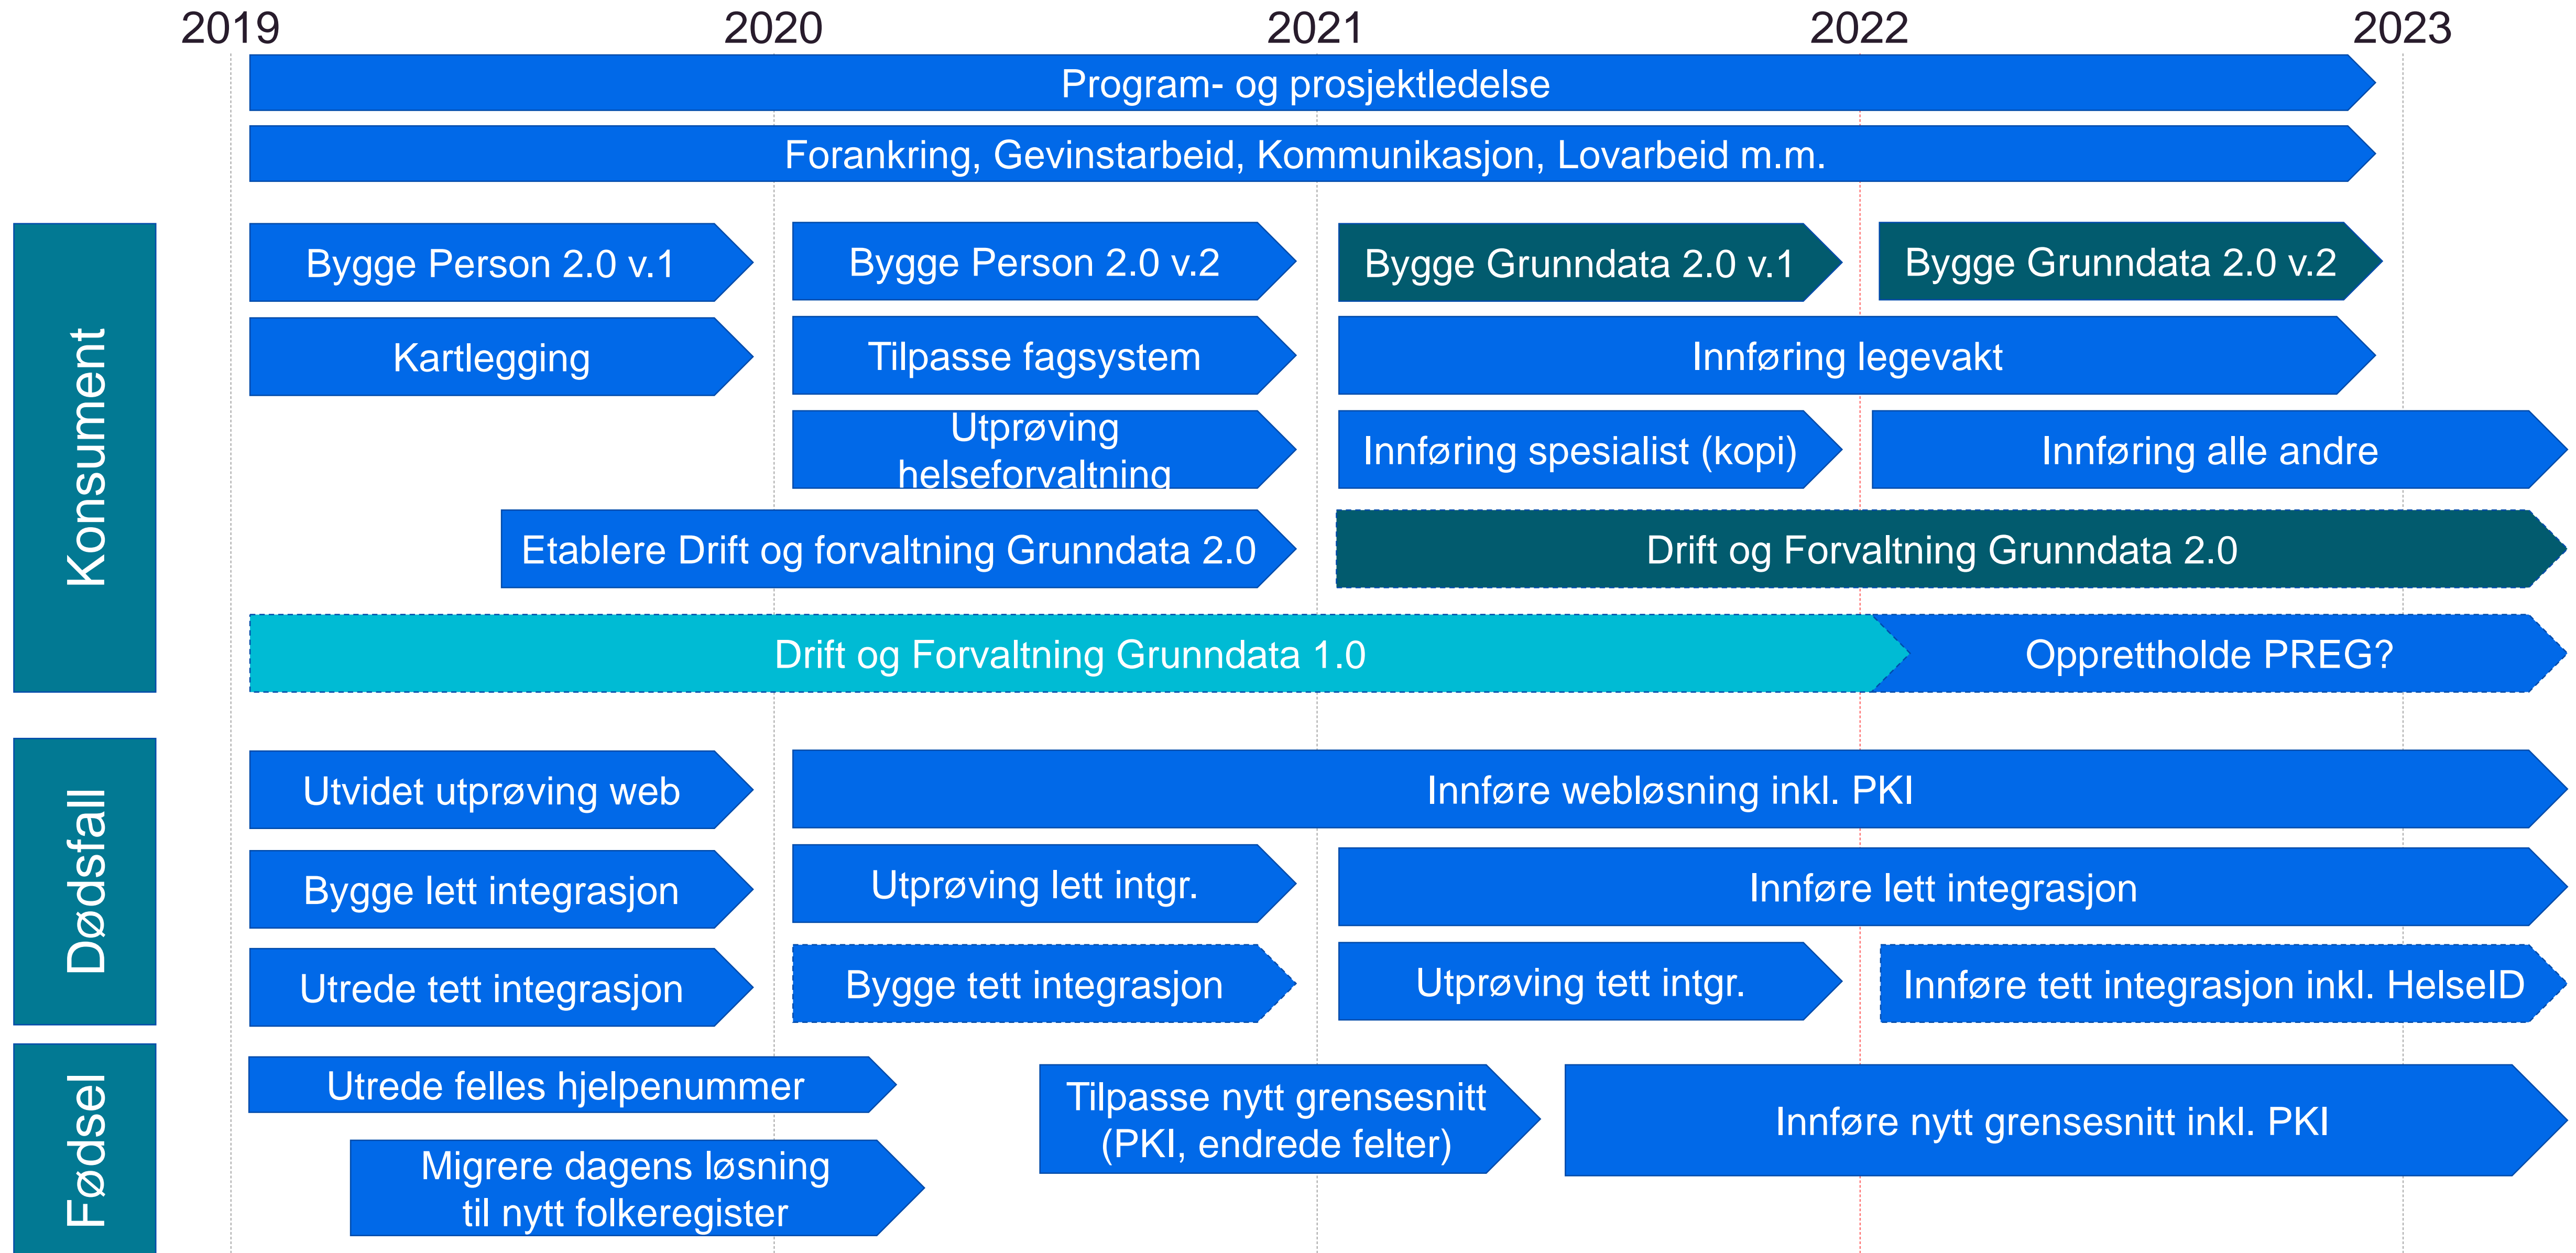 2019 2020 2021 2022 2023
Program- og prosjektledelse
Forankring, Gevinstarbeid, Kommunikasjon, Lovarbeid m.m.
Konsument
Bygge Person 2.0 v.1
Bygge Person 2.0 v.2
Bygge Grunndata 2.0 v.1
Bygge Grunndata 2.0 v.2
Kartlegging
Tilpasse fagsystem
Innføring legevakt
Utprøving
helseforvaltning
Innføring spesialist (kopi)
Innføring alle andre
Etablere Drift og forvaltning Grunndata 2.0
Drift og Forvaltning Grunndata 2.0
Drift og Forvaltning Grunndata 1.0
Opprettholde PREG?
Dødsfall
Utvidet utprøving web
Innføre webløsning inkl. PKI
Bygge lett integrasjon
Utprøving lett intgr.
Innføre lett integrasjon
Utrede tett integrasjon
Bygge tett integrasjon
Utprøving tett intgr.
Innføre tett integrasjon inkl. HelseID
Fødsel
Utrede felles hjelpenummer
Tilpasse nytt grensesnitt
(PKI, endrede felter)
Innføre nytt grensesnitt inkl. PKI
Migrere dagens løsning
til nytt folkeregister